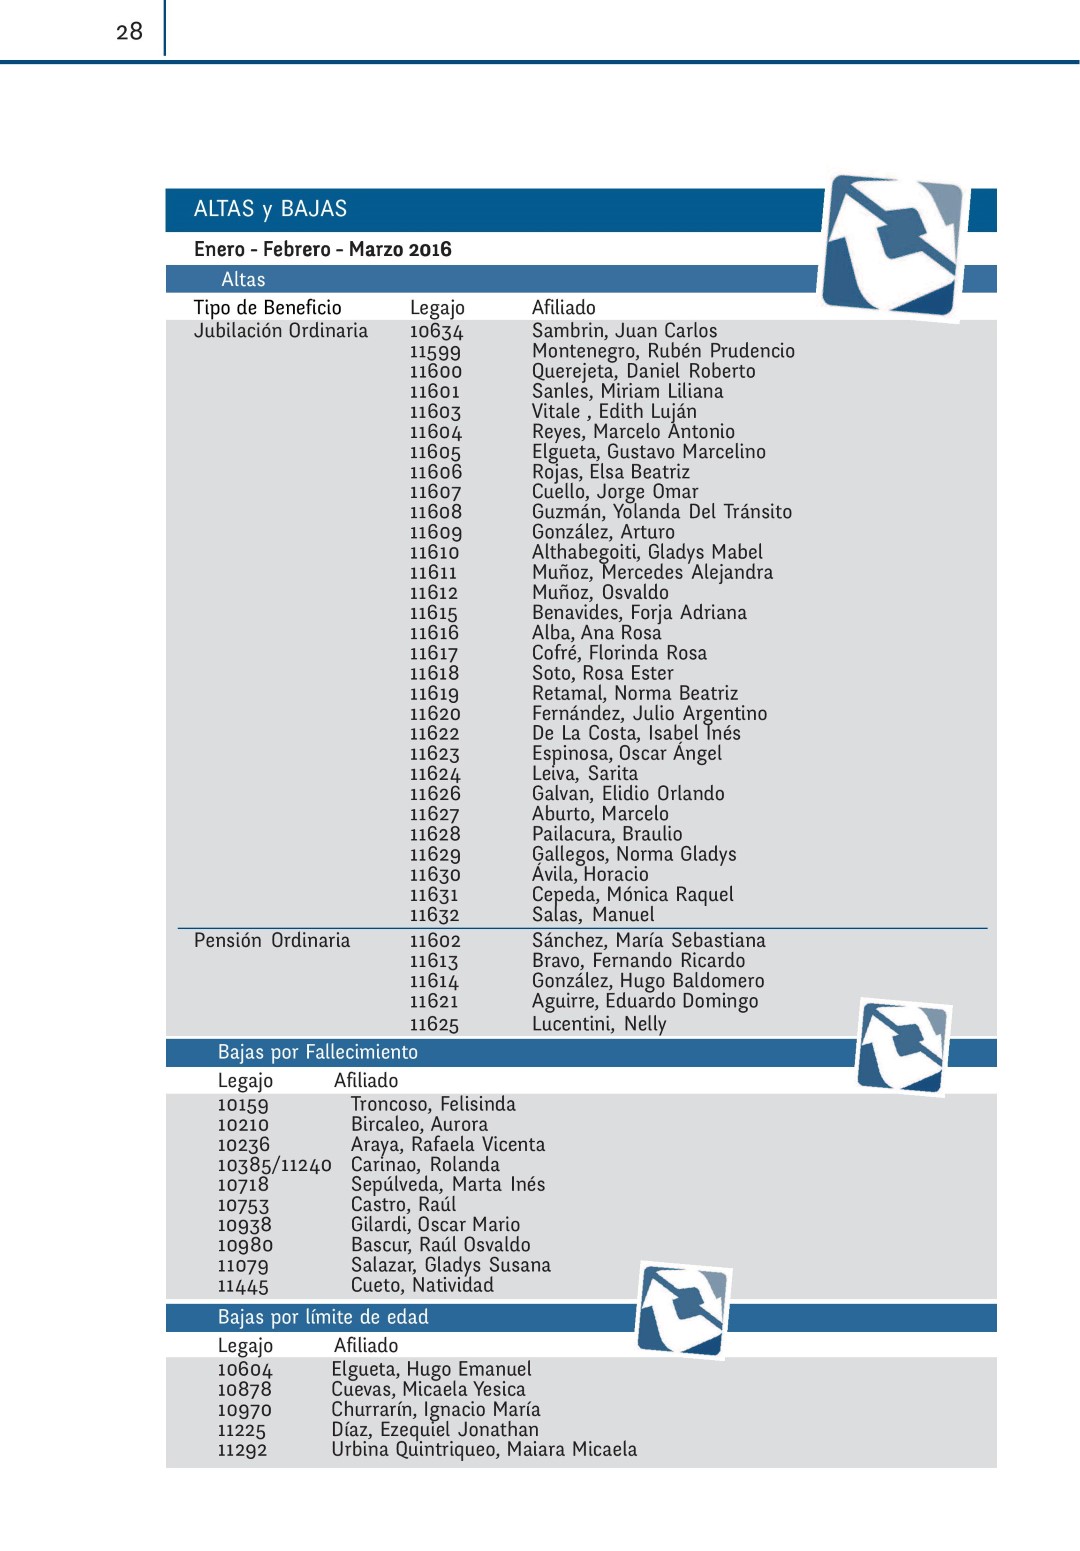 28
ALTAS y BAJAS
Enero - Febrero - Marzo 2016
Altas
Tipo de Beneficio Legajo Afiliado
Jubilación Ordinaria 10634 Sambrin, Juan Carlos
11599 Montenegro, Rubén Prudencio
11600 Querejeta, Daniel Roberto
11601 Sanles, Miriam Liliana
11603 Vitale , Edith Luján
11604 Reyes, Marcelo Antonio
11605 Elgueta, Gustavo Marcelino
11606 Rojas, Elsa Beatriz
11607 Cuello, Jorge Omar
11608 Guzmán, Yolanda Del Tránsito
11609 González, Arturo
11610 Althabegoiti, Gladys Mabel
11611 Muñoz, Mercedes Alejandra
11612 Muñoz, Osvaldo
11615 Benavides, Forja Adriana
11616 Alba, Ana Rosa
11617 Cofré, Florinda Rosa
11618 Soto, Rosa Ester
11619 Retamal, Norma Beatriz
11620 Fernández, Julio Argentino
11622 De La Costa, Isabel Inés
11623 Espinosa, Oscar Ángel
11624 Leiva, Sarita
11626 Galvan, Elidio Orlando
11627 Aburto, Marcelo
11628 Pailacura, Braulio
11629 Gallegos, Norma Gladys
11630 Ávila, Horacio
11631 Cepeda, Mónica Raquel
11632 Salas, Manuel
Pensión Ordinaria 11602 Sánchez, María Sebastiana
11613 Bravo, Fernando Ricardo
11614 González, Hugo Baldomero
11621 Aguirre, Eduardo Domingo
11625 Lucentini, Nelly
Bajas por Fallecimiento
Legajo Afiliado
10159 Troncoso, Felisinda
10210 Bircaleo, Aurora
10236 Araya, Rafaela Vicenta
10385/11240 Carinao, Rolanda
10718 Sepúlveda, Marta Inés
10753 Castro, Raúl
10938 Gilardi, Oscar Mario
10980 Bascur, Raúl Osvaldo
11079 Salazar, Gladys Susana
11445 Cueto, Natividad
Bajas por límite de edad
Legajo Afiliado
10604 Elgueta, Hugo Emanuel
10878 Cuevas, Micaela Yesica
10970 Churrarín, Ignacio María
11225 Díaz, Ezequiel Jonathan
11292 Urbina Quintriqueo, Maiara Micaela